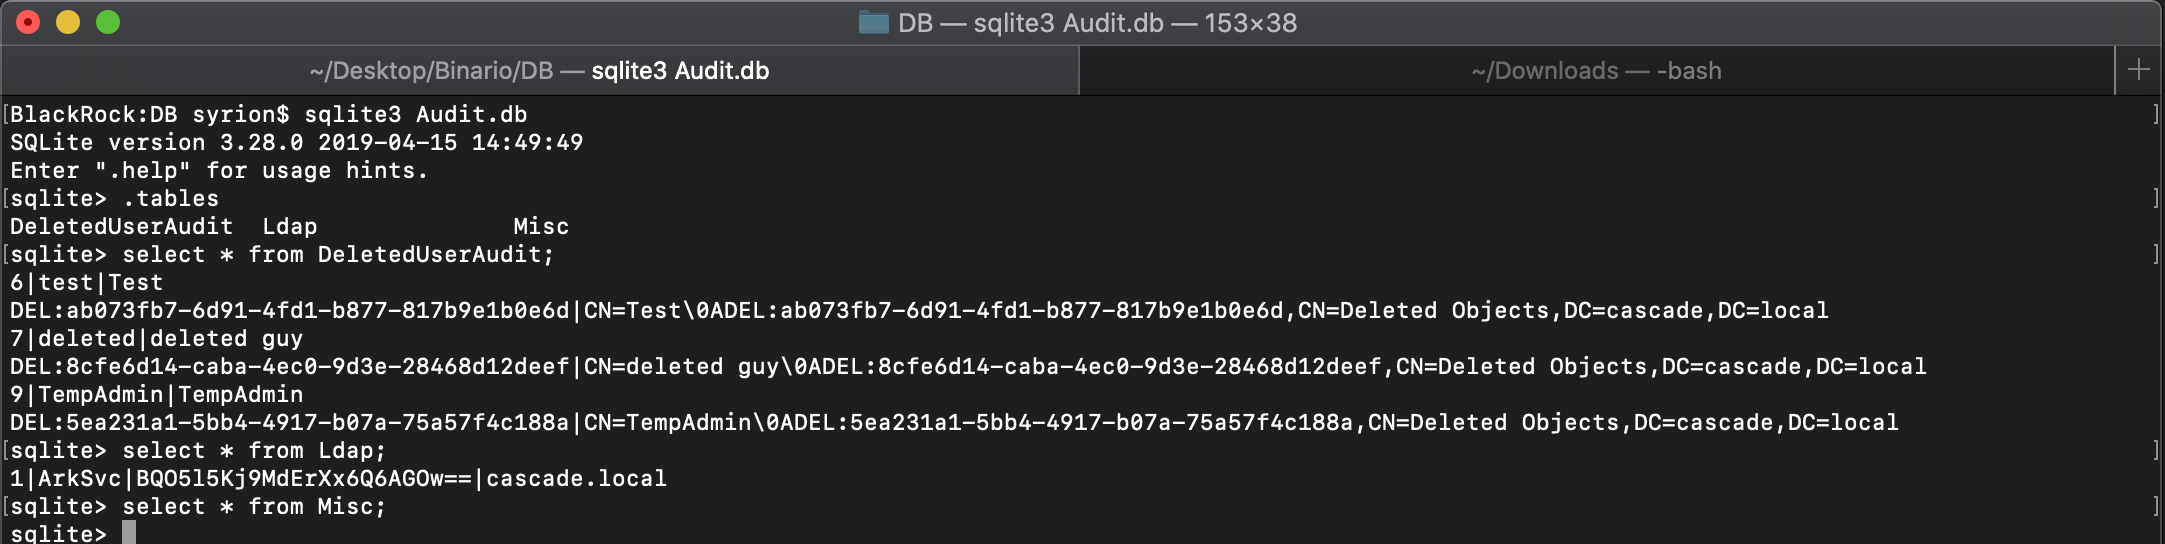 DB — sqlite3 Audit.db — 153×38
~/Desktop/Binario/DB — sqlite3 Audit.db
~/Downloads — -bash
[BlackRock:DB syrion$ sqlite3 Audit.db ]
SQLite version 3.28.0 2019-04-15 14:49:49
Enter ".help" for usage hints.
[sqlite> .tables ]
DeletedUserAudit  Ldap              Misc
[sqlite> select * from DeletedUserAudit; ]
6|test|Test
DEL:ab073fb7-6d91-4fd1-b877-817b9e1b0e6d|CN=Test\0ADEL:ab073fb7-6d91-4fd1-b877-817b9e1b0e6d,CN=Deleted Objects,DC=cascade,DC=local
7|deleted|deleted guy
DEL:8cfe6d14-caba-4ec0-9d3e-28468d12deef|CN=deleted guy\0ADEL:8cfe6d14-caba-4ec0-9d3e-28468d12deef,CN=Deleted Objects,DC=cascade,DC=local
9|TempAdmin|TempAdmin
DEL:5ea231a1-5bb4-4917-b07a-75a57f4c188a|CN=TempAdmin\0ADEL:5ea231a1-5bb4-4917-b07a-75a57f4c188a,CN=Deleted Objects,DC=cascade,DC=local
[sqlite> select * from Ldap; ]
1|ArkSvc|BQO5l5Kj9MdErXx6Q6AGOw==|cascade.local
[sqlite> select * from Misc; ]
sqlite>